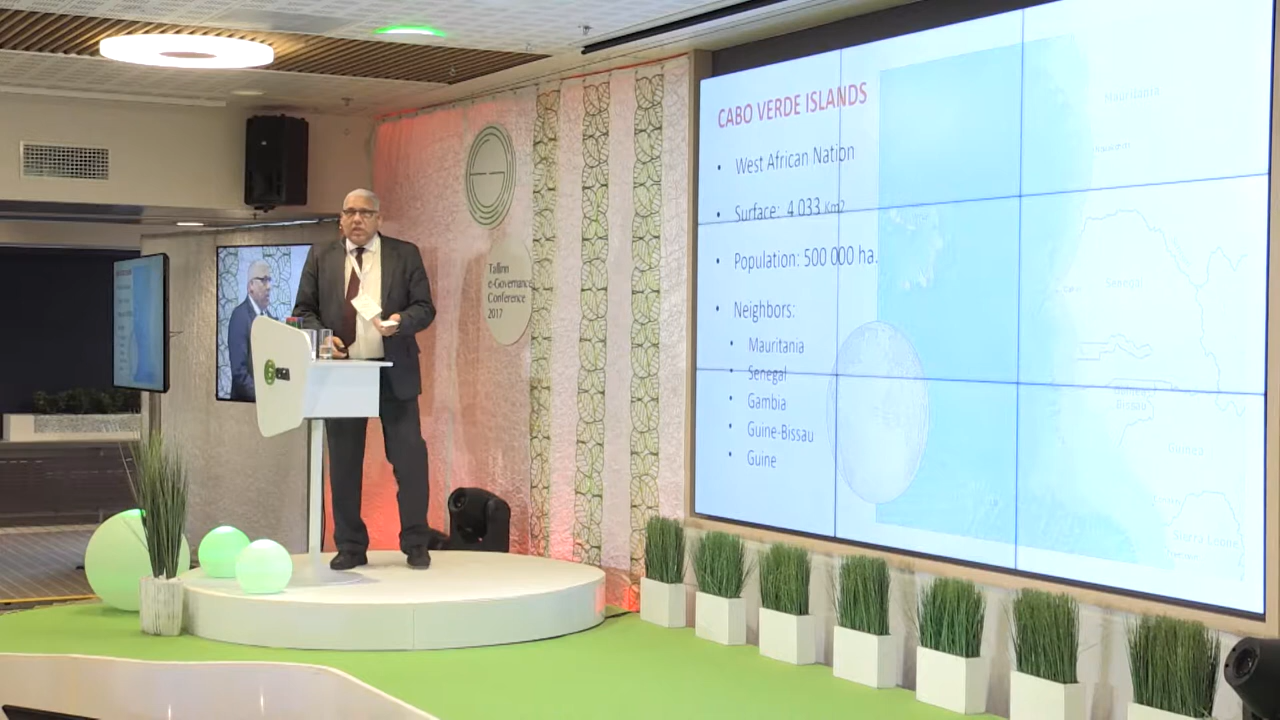 CABO VERDE ISLANDS
• West African Nation
• Surface: 4 033 Km2
• Population: 500 000 ha.
• Neighbors:
• Mauritania
• Senegal
• Gambia
• Guine-Bissau
• Guine
Mauritania
Senegal
Bissau
Guinea
Sierra Leone
Tallinn
e-Governance
Conference
2017